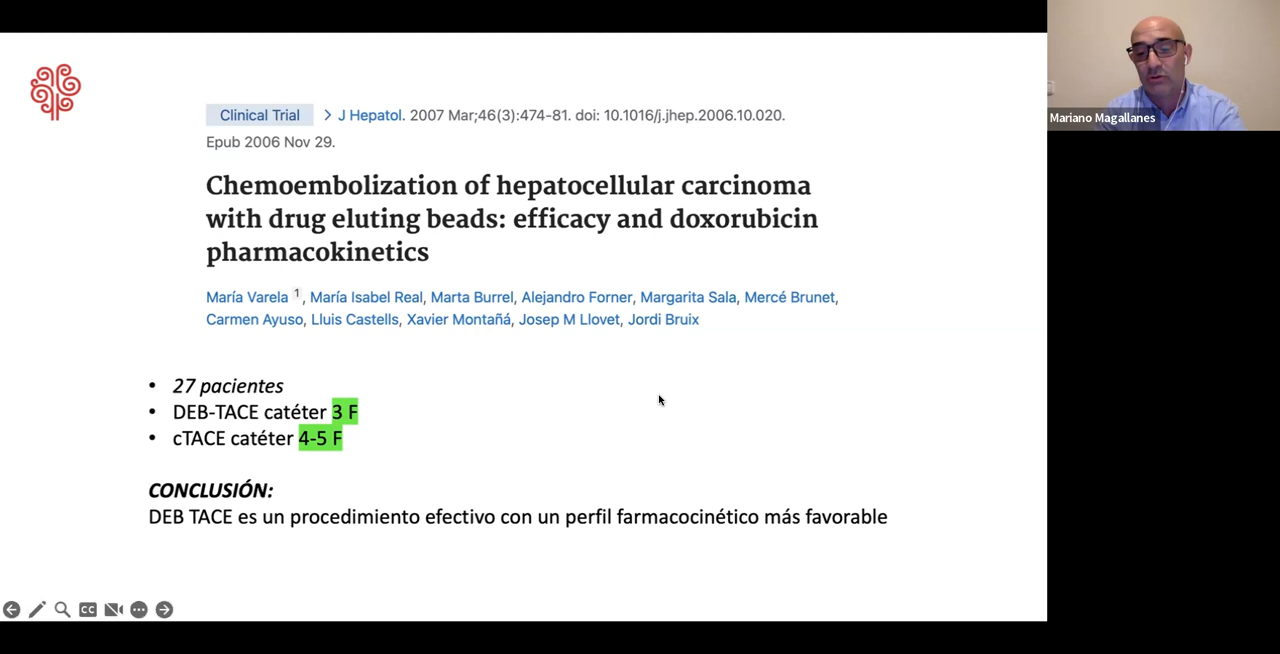 Clinical Trial > J Hepatol. 2007 Mar;46(3):474-81. doi: 10.1016/j.jhep.2006.10.020.
Epub 2006 Nov 29.
Chemoembolization of hepatocellular carcinoma
with drug eluting beads: efficacy and doxorubicin
pharmacokinetics
María Varela 1, María Isabel Real, Marta Burrel, Alejandro Forner, Margarita Sala, Mercé Brunet,
Carmen Ayuso, Lluis Castells, Xavier Montañá, Josep M Llovet, Jordi Bruix
• 27 pacientes
• DEB-TACE catéter 3 F
• cTACE catéter 4-5 F
CONCLUSIÓN:
DEB TACE es un procedimiento efectivo con un perfil farmacocinético más favorable
CC
Mariano Magallanes